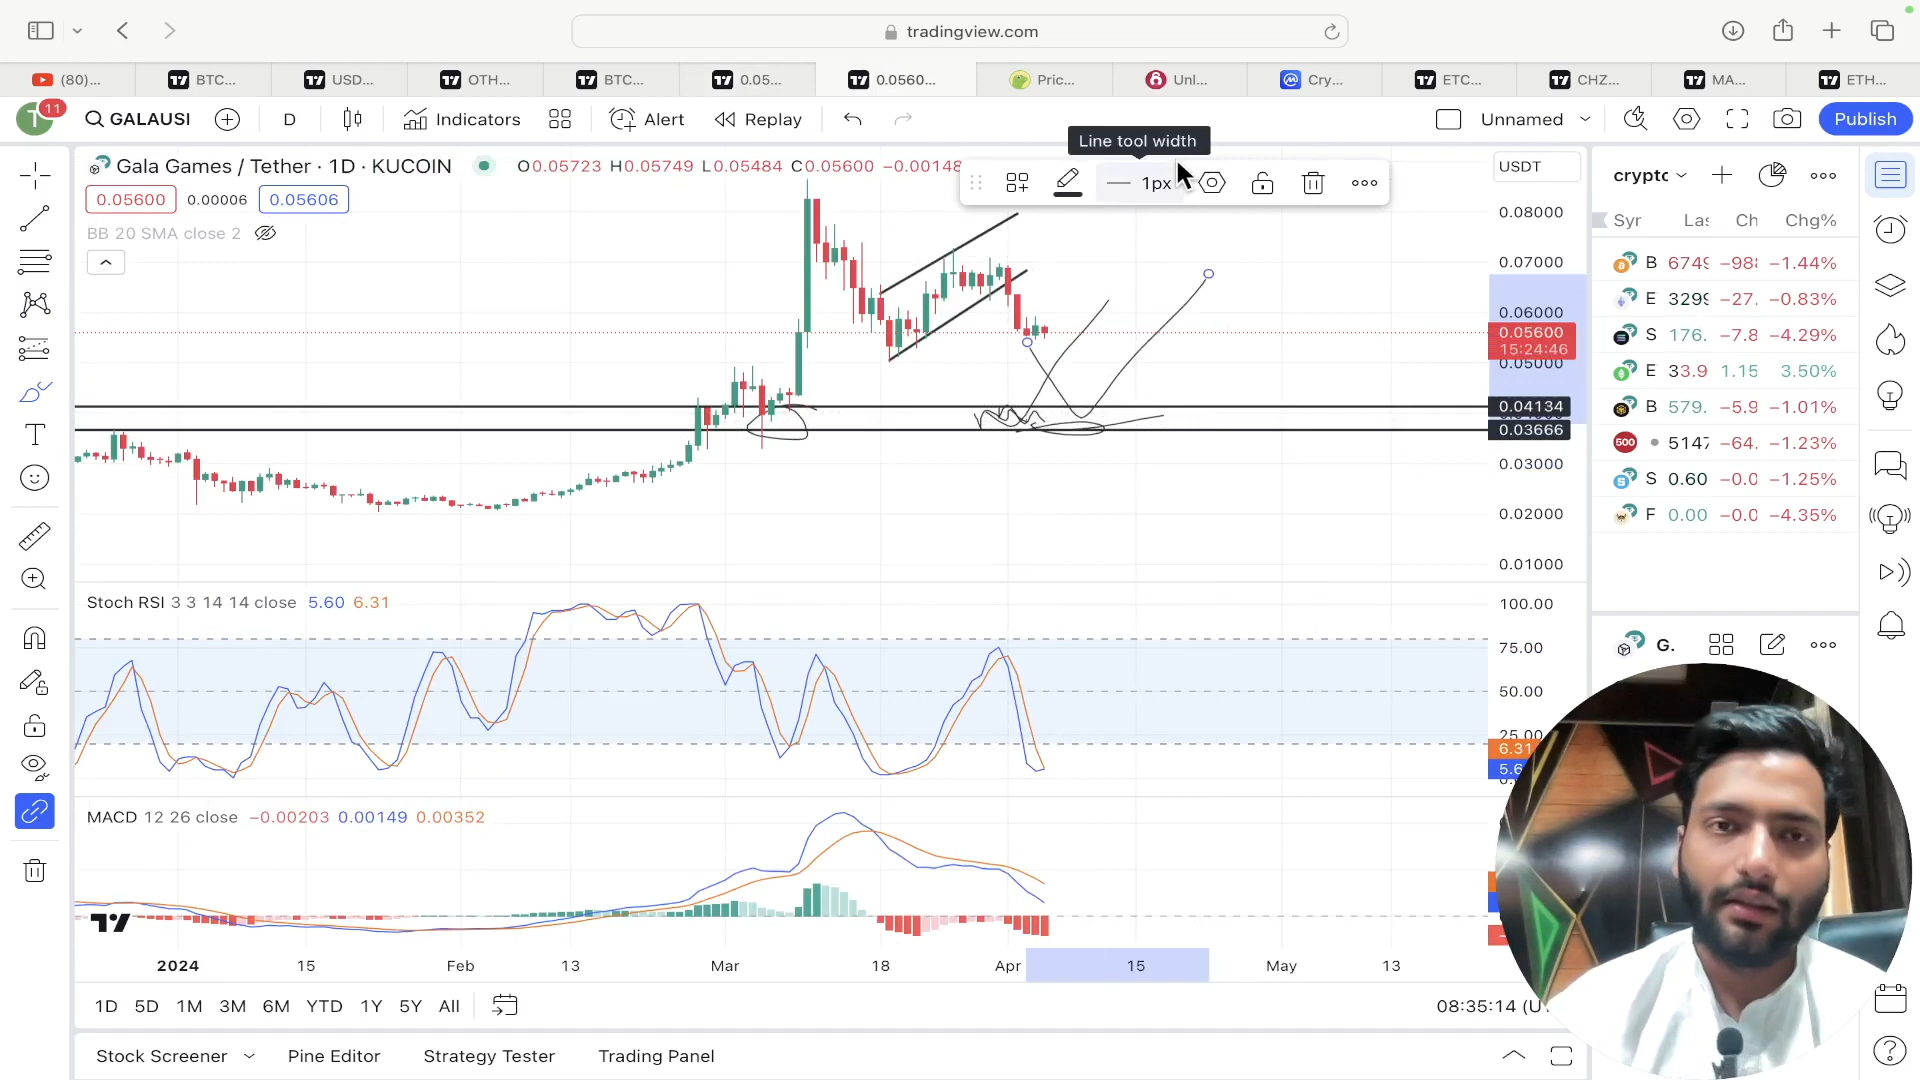 tradingview.com
(80)...
BTC...
USD...
OTH...
BTC...
0.05...
0.0560...
Pric...
Unl...
Cry...
ETC...
CHZ...
MA...
ETH...
T 11
GALAUSI
D
Indicators
Alert
Replay
Unnamed
Publish
Line tool width
1px
Gala Games / Tether · 1D · KUCOIN
O0.05723 H0.05749 L0.05484 C0.05600 −0.00148
0.05600 0.00006 0.05606
BB 20 SMA close 2
USDT
0.08000
0.07000
0.06000
0.05600
15:24:46
0.05000
0.04134
0.03666
0.03000
0.02000
0.01000
Stoch RSI 3 3 14 14 close 5.60 6.31
100.00
75.00
50.00
25.00
6.31
5.6
MACD 12 26 close −0.00203 0.00149 0.00352
2024 15 Feb 13 Mar 18 Apr 15 May 13
1D 5D 1M 3M 6M YTD 1Y 5Y All
08:35:14 (U
Stock Screener
Pine Editor
Strategy Tester
Trading Panel
Syr Las Ch Chg%
B 6749 −98 −1.44%
E 3299 −27. −0.83%
S 176. −7.8 −4.29%
E 33.9 1.15 3.50%
B 579. −5.9 −1.01%
500 5147 −64. −1.23%
S 0.60 −0.0 −1.25%
F 0.00 −0.0 −4.35%
G.